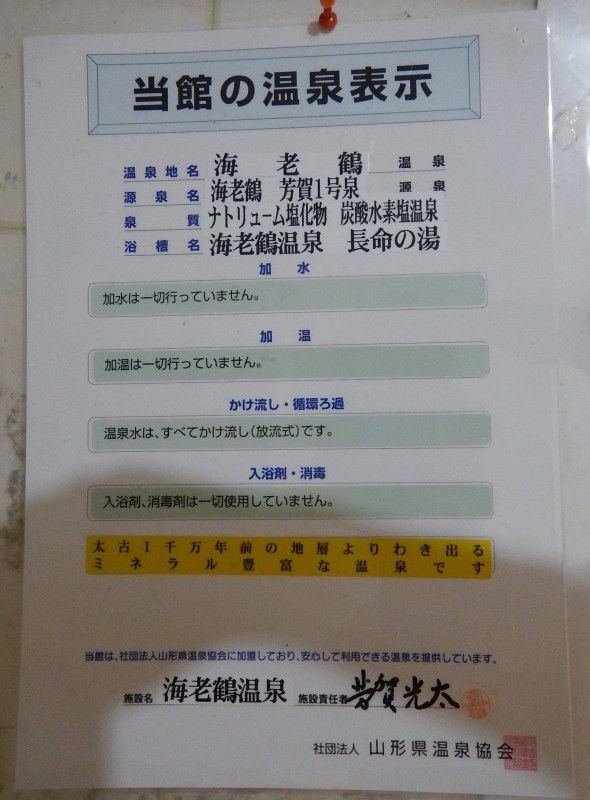 当館の温泉表示
温泉地名 海老鶴 温泉
源泉名 海老鶴 芳賀1号泉 源泉
泉質 ナトリューム塩化物 炭酸水素塩温泉
浴槽名 海老鶴温泉 長命の湯
加水
加水は一切行っていません。
加温
加温は一切行っていません。
かけ流し・循環ろ過
温泉水は、すべてかけ流し(放流式)です。
入浴剤・消毒
入浴剤、消毒剤は一切使用していません。
太古1千万年前の地層よりわき出る
ミネラル豊富な温泉です
当館は、社団法人山形県温泉協会に加盟しており、安心して利用できる温泉を提供しています。
施設名 海老鶴温泉 施設責任者 芳賀光太
社団法人 山形県温泉協会